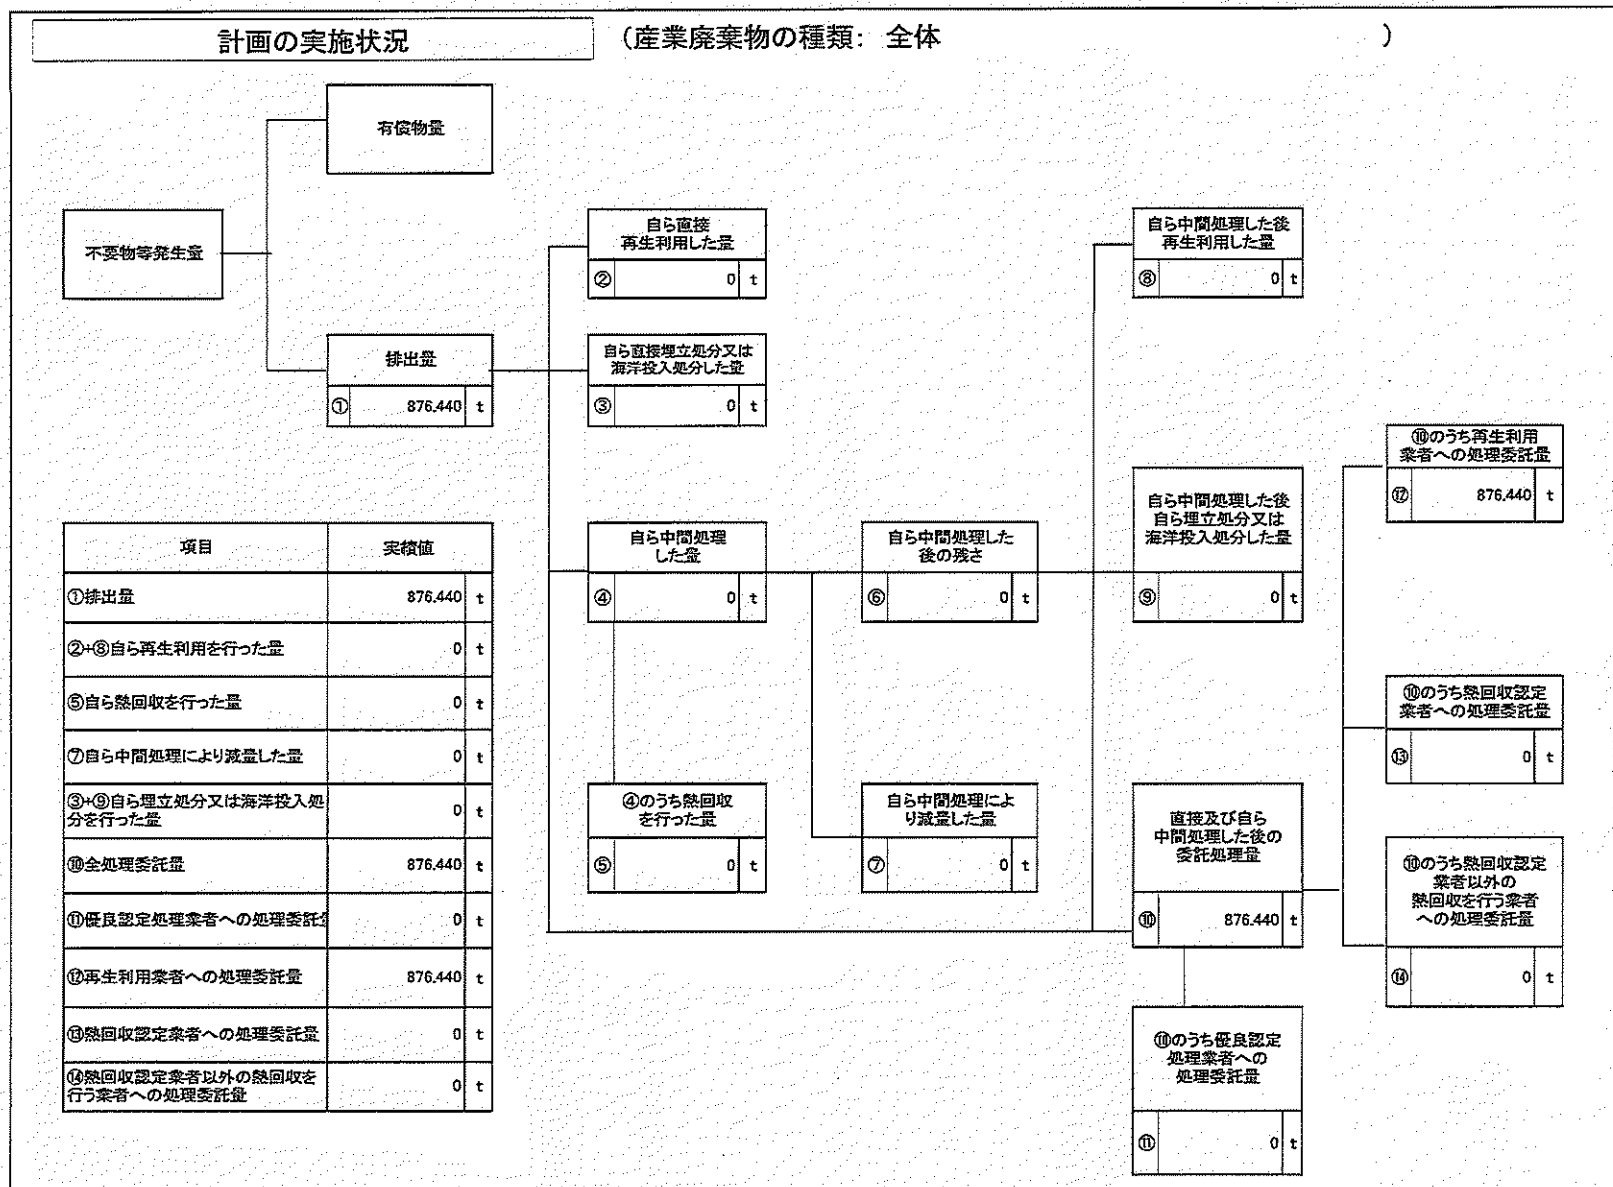 計画の実施状況
（産業廃棄物の種類： 全体 ）
有償物量
不要物等発生量
排出量
① 876.440 t
自ら直接
再生利用した量
② 0 t
自ら直接埋立処分又は
海洋投入処分した量
③ 0 t
自ら中間処理
した量
④ 0 t
④のうち熱回収
を行った量
⑤ 0 t
自ら中間処理した
後の残さ
⑥ 0 t
自ら中間処理によ
り減量した量
⑦ 0 t
自ら中間処理した後
再生利用した量
⑧ 0 t
自ら中間処理した後
自ら埋立処分又は
海洋投入処分した量
⑨ 0 t
直接及び自ら
中間処理した後の
委託処理量
⑩ 876.440 t
⑩のうち優良認定
処理業者への
処理委託量
⑪ 0 t
⑩のうち再生利用
業者への処理委託量
⑫ 876.440 t
⑩のうち熱回収認定
業者への処理委託量
⑬ 0 t
⑩のうち熱回収認定
業者以外の
熱回収を行う業者
への処理委託量
⑭ 0 t
項目 実績値
①排出量 876.440 t
②+⑧自ら再生利用を行った量 0 t
⑤自ら熱回収を行った量 0 t
⑦自ら中間処理により減量した量 0 t
③+⑨自ら埋立処分又は海洋投入処
分を行った量 0 t
⑩全処理委託量 876.440 t
⑪優良認定処理業者への処理委託 0 t
⑫再生利用業者への処理委託量 876.440 t
⑬熱回収認定業者への処理委託量 0 t
⑭熱回収認定業者以外の熱回収を
行う業者への処理委託量 0 t